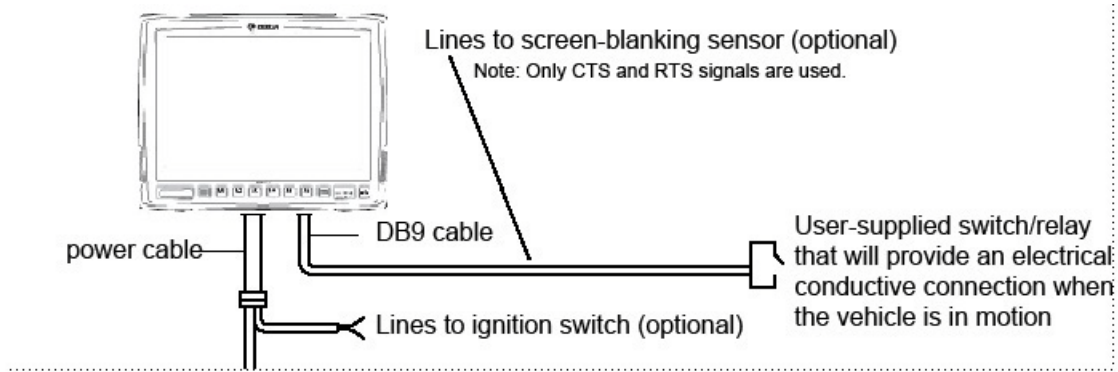 Lines to screen-blanking sensor (optional)
Note: Only CTS and RTS signals are used.
power cable
DB9 cable
User-supplied switch/relay
that will provide an electrical
conductive connection when
the vehicle is in motion
Lines to ignition switch (optional)